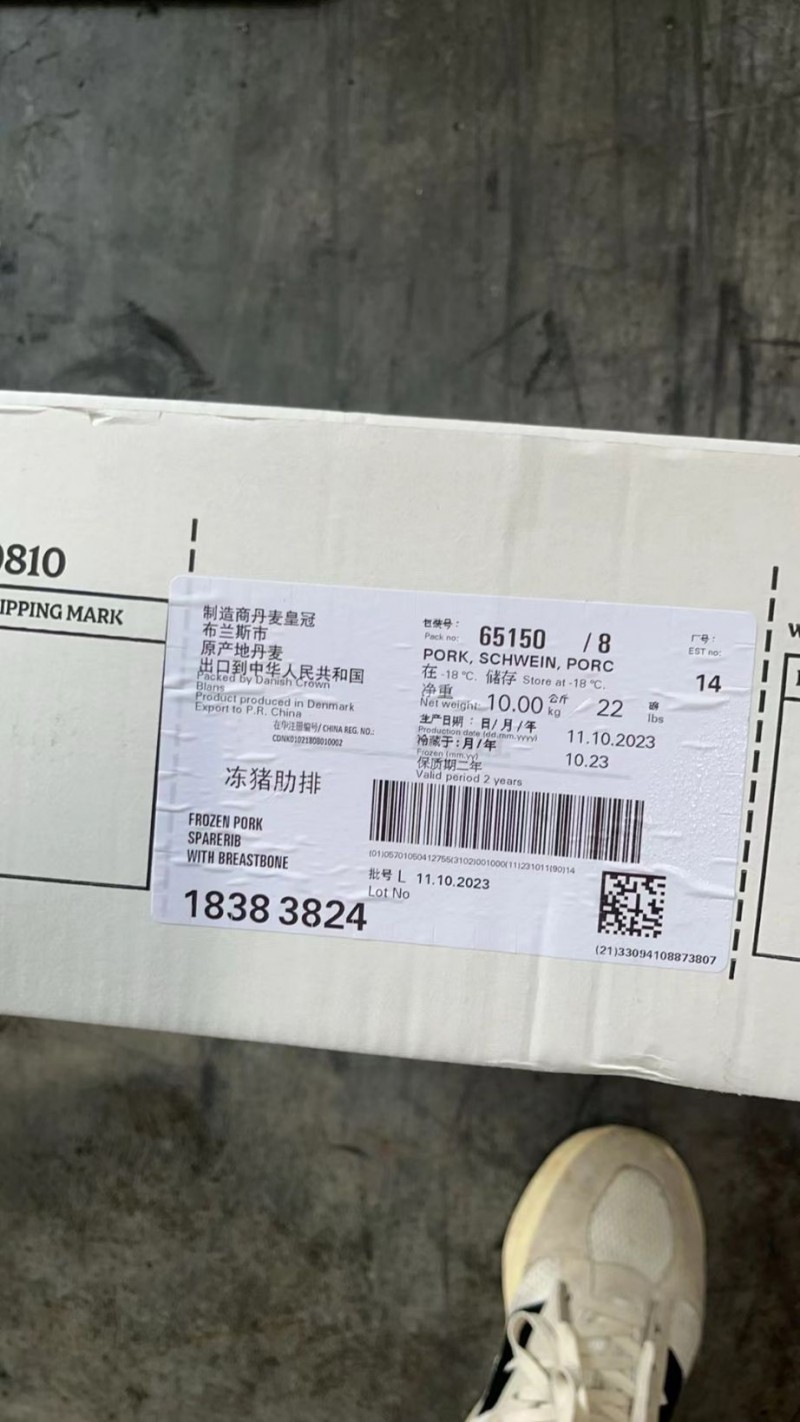 810
IPPING MARK
制造商丹麦皇冠
布兰斯市
原产地丹麦
出口到中华人民共和国
Packed by Danish Crown
Blans
Product produced in Denmark
Export to P.R. China
在华注册编号/ CHINA REG. NO.:
CDNK01021808010002
冻猪肋排
FROZEN PORK
SPARERIB
WITH BREASTBONE
1838 3824
包装号:
Pack no: 65150 / 8
PORK, SCHWEIN, PORC
在 -18 ℃. 储存 Store at -18 ℃.
净重 公斤 磅
Net weight: 10.00 kg / 22 lbs
生产日期 : 日/月/年
Production date (dd.mm.yyyy) 11.10.2023
冷藏于:月/年
Frozen (mm.yy) 10.23
保质期二年
Valid period 2 years
(01)05701050412755(3102)001000(11)231011(90)14
批号 L 11.10.2023
Lot No
厂号:
EST no:
14
(21)33094108873807